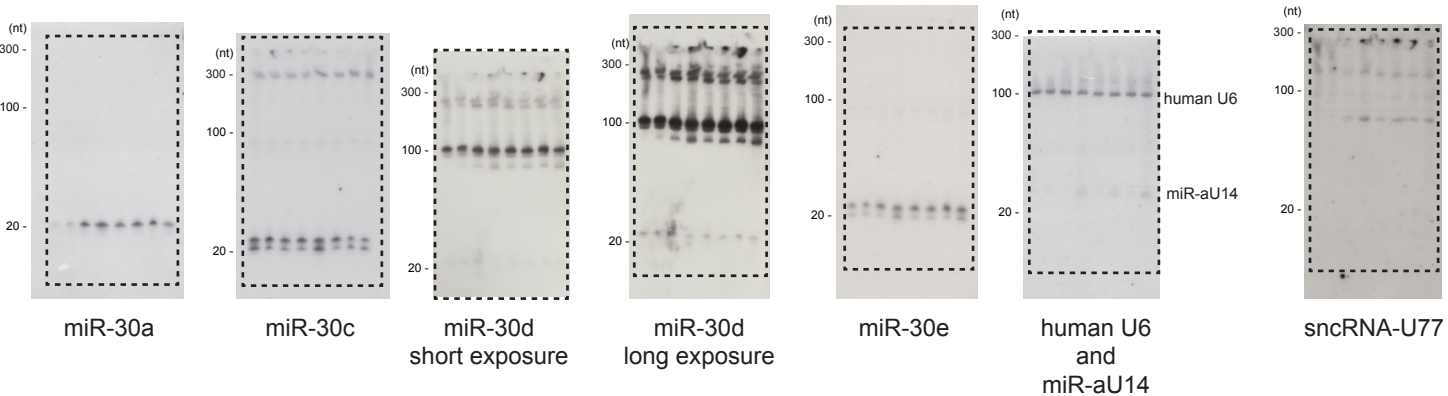 (nt)
300 -
100 -
20 -
miR-30a
(nt)
300 -
100 -
20 -
miR-30c
(nt)
300 -
100 -
20 -
miR-30d
short exposure
(nt)
300 -
100 -
20 -
miR-30d
long exposure
(nt)
300 -
100 -
20 -
miR-30e
(nt)
300 -
100 -
20 -
human U6
miR-aU14
human U6
and
miR-aU14
(nt)
300 -
100 -
20 -
sncRNA-U77